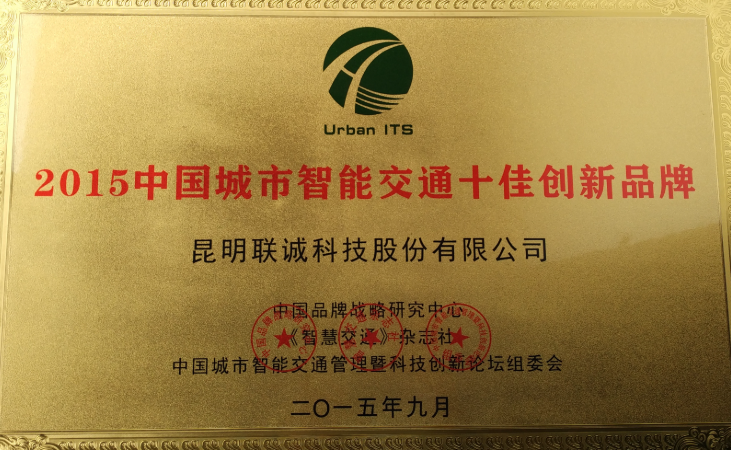 Urban ITS
2015中国城市智能交通十佳创新品牌
昆明联诚科技股份有限公司
中国品牌战略研究中心
《智慧交通》杂志社
中国城市智能交通管理暨科技创新论坛组委会
二〇一五年九月